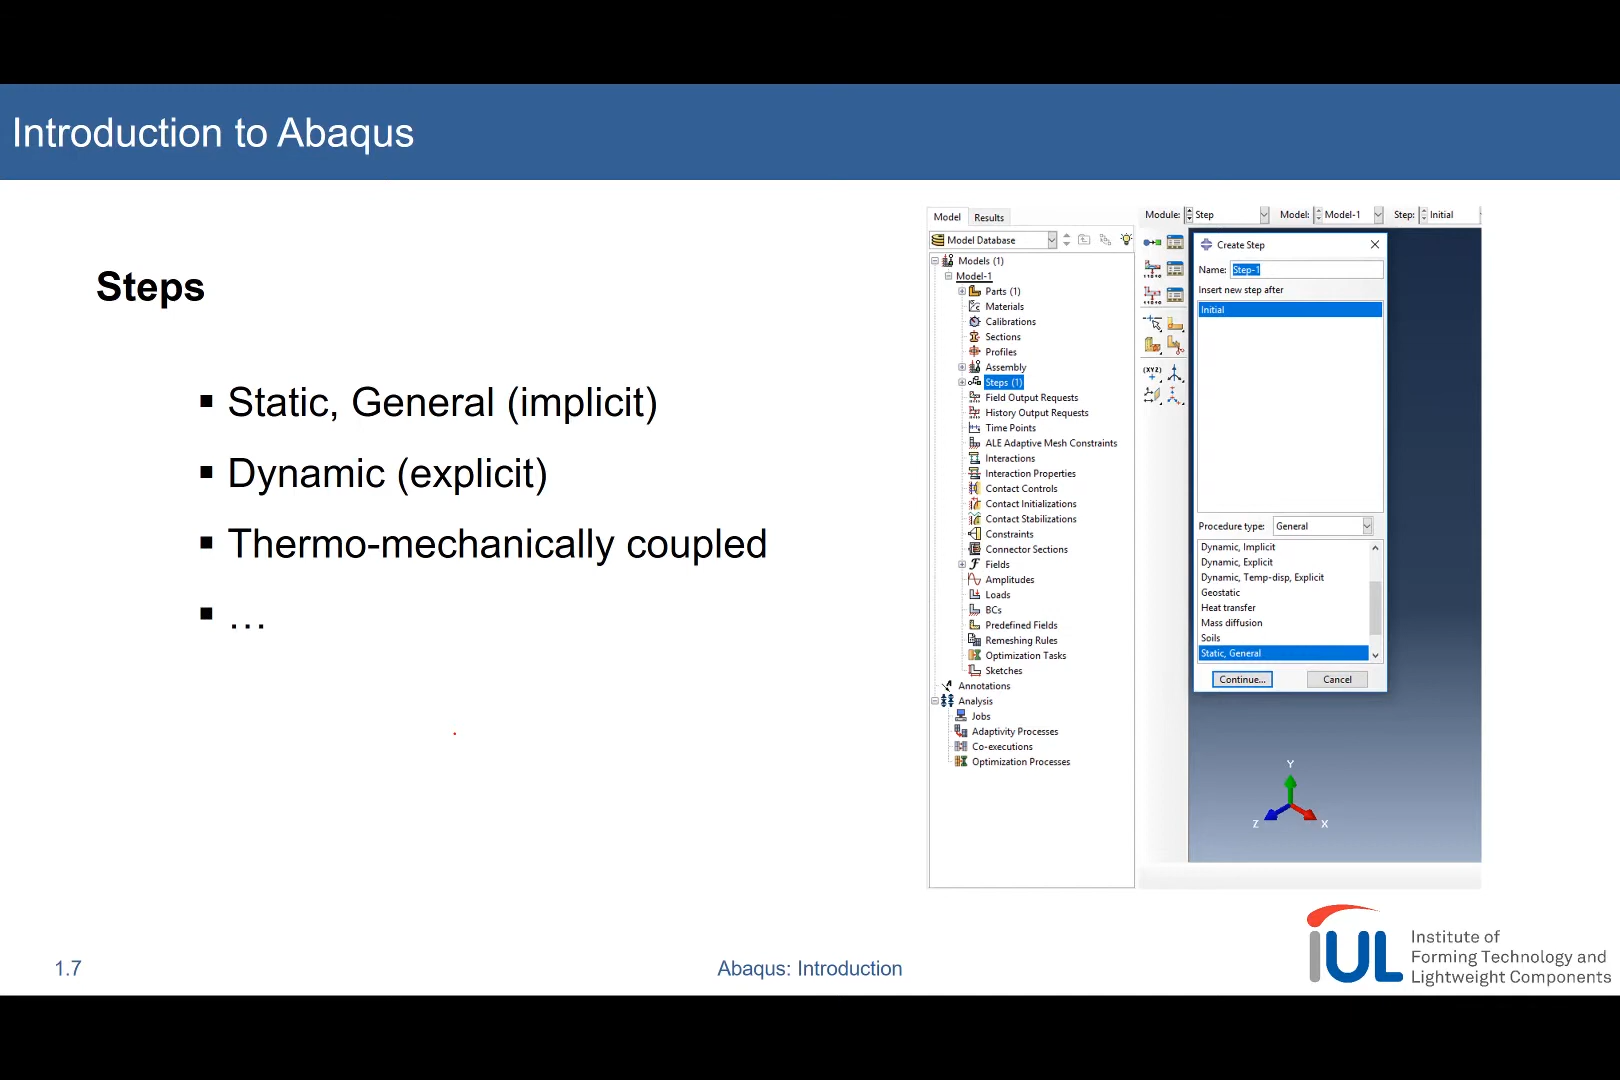 Introduction to Abaqus
Steps
▪ Static, General (implicit)
▪ Dynamic (explicit)
▪ Thermo-mechanically coupled
▪ …
Model Results
Model Database
Models (1)
Model-1
Parts (1)
Materials
Calibrations
Sections
Profiles
Assembly
Steps (1)
Field Output Requests
History Output Requests
Time Points
ALE Adaptive Mesh Constraints
Interactions
Interaction Properties
Contact Controls
Contact Initializations
Contact Stabilizations
Constraints
Connector Sections
Fields
Amplitudes
Loads
BCs
Predefined Fields
Remeshing Rules
Optimization Tasks
Sketches
Annotations
Analysis
Jobs
Adaptivity Processes
Co-executions
Optimization Processes
Module: Step Model: Model-1 Step: Initial
(XYZ)
Create Step
Name: Step-1
Insert new step after
Initial
Procedure type: General
Dynamic, Implicit
Dynamic, Explicit
Dynamic, Temp-disp, Explicit
Geostatic
Heat transfer
Mass diffusion
Soils
Static, General
Continue... Cancel
Y
Z X
1.7
Abaqus: Introduction
IUL
Institute of
Forming Technology and
Lightweight Components